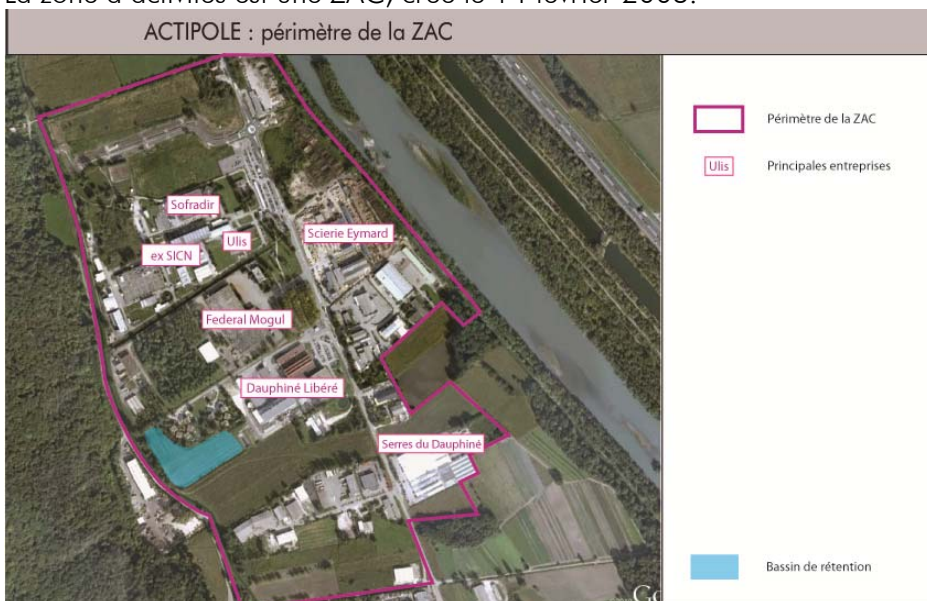 ACTIPOLE : périmètre de la ZAC
Sofradir
Ulis
ex SICN
Scierie Eymard
Federal Mogul
Dauphiné Libéré
Serres du Dauphiné
Périmètre de la ZAC
Ulis
Principales entreprises
Bassin de rétention